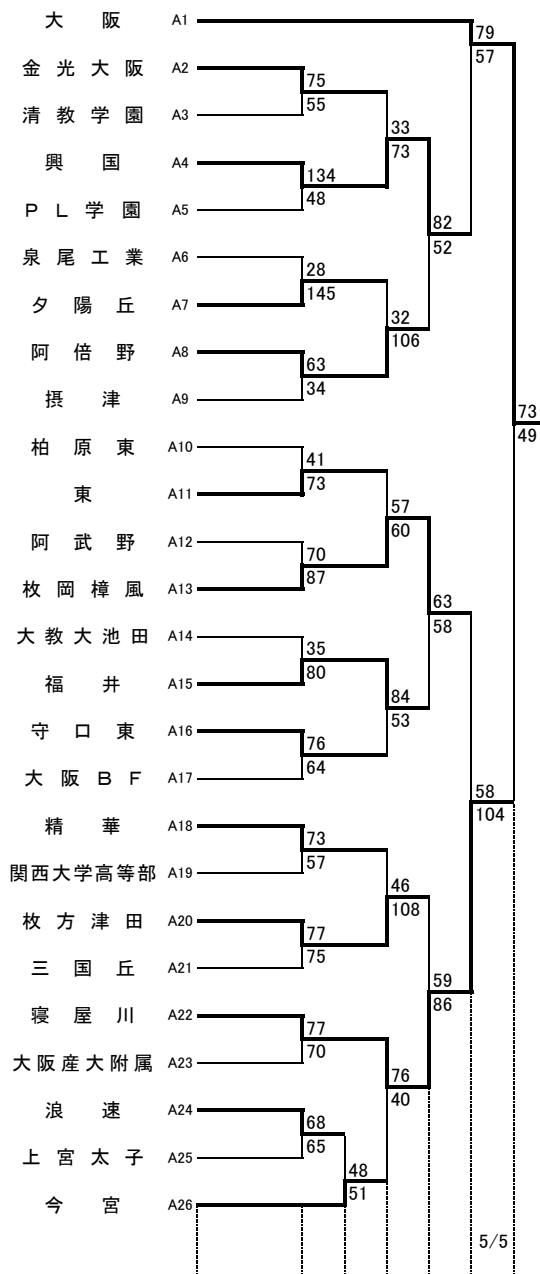 大阪 A1
79
57
金光大阪 A2
75
55
清教学園 A3
33
73
興国 A4
134
48
PL学園 A5
82
52
泉尾工業 A6
28
145
夕陽丘 A7
32
106
阿倍野 A8
63
34
摂津 A9
73
49
柏原東 A10
41
73
東 A11
57
60
阿武野 A12
70
87
枚岡樟風 A13
63
58
大教大池田 A14
35
80
福井 A15
84
53
守口東 A16
76
64
大阪BF A17
58
104
精華 A18
73
57
関西大学高等部 A19
46
108
枚方津田 A20
77
75
三国丘 A21
59
86
寝屋川 A22
77
70
大阪産大附属 A23
76
40
浪速 A24
68
65
上宮太子 A25
48
51
今宮 A26
5/5